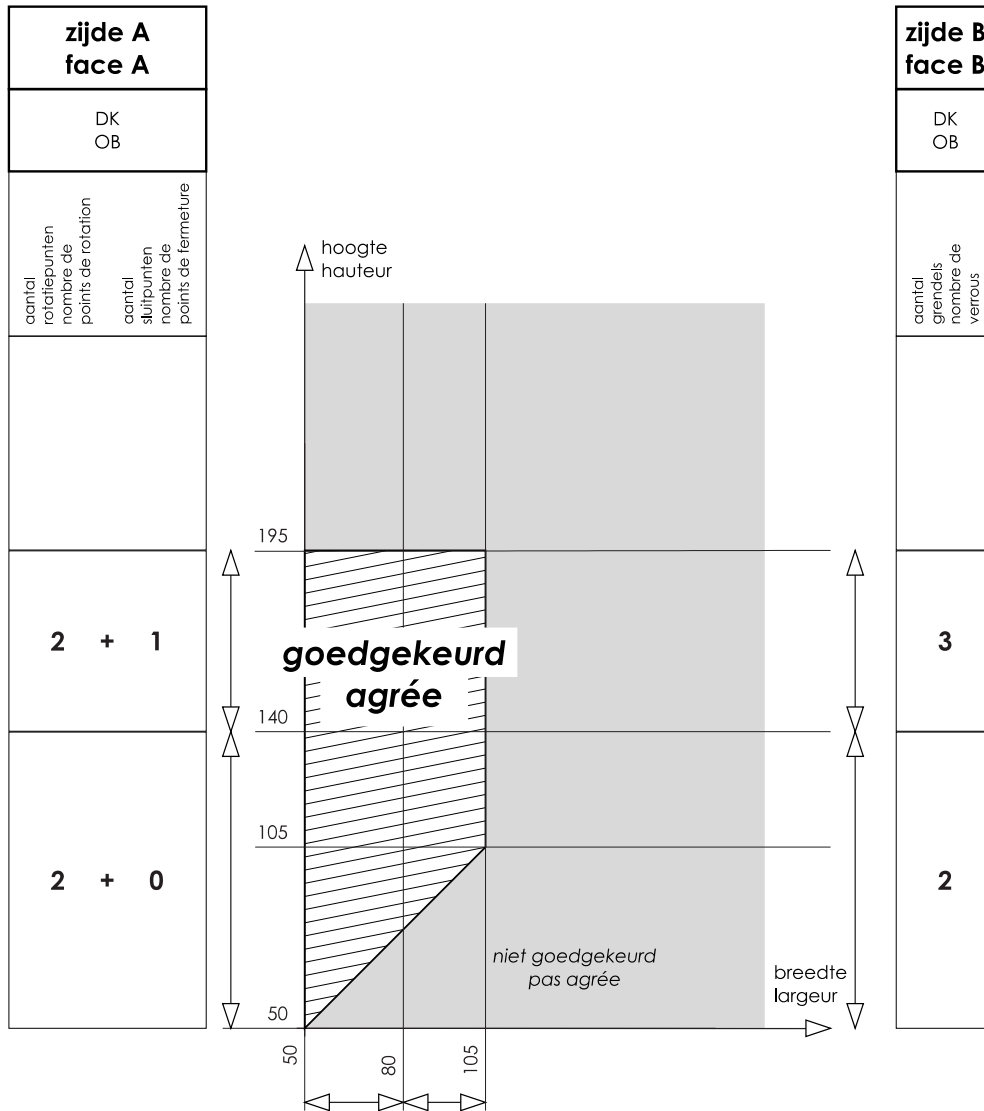 zijde A
face A
DK
OB
aantal
rotatiepunten
nombre de
points de rotation
aantal
sluitpunten
nombre de
points de fermeture
2 + 1
2 + 0
hoogte
hauteur
195
goedgekeurd
agrée
140
105
niet goedgekeurd
pas agrée
breedte
largeur
50
50
80
105
zijde B
face B
DK
OB
aantal
grendels
nombre de
verrous
3
2